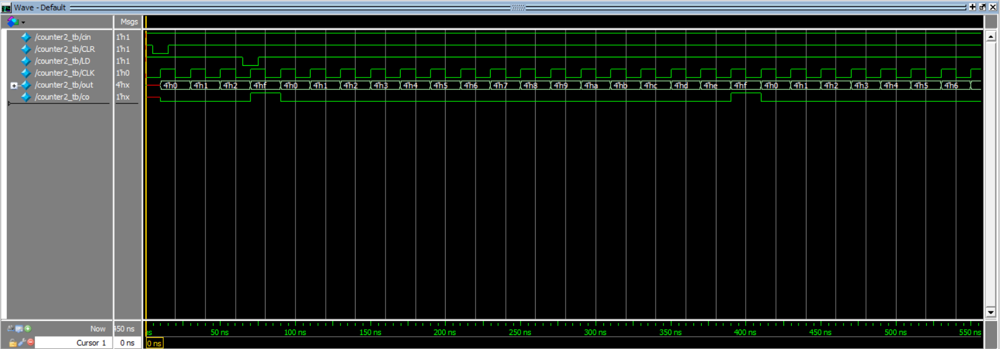 Wave - Default
Msgs
/counter2_tb/cin 1'h1
/counter2_tb/CLR 1'h1
/counter2_tb/LD 1'h1
/counter2_tb/CLK 1'h0
/counter2_tb/out 4'hx 4'h0 4'h1 4'h2 4'hf 4'h0 4'h1 4'h2 4'h3 4'h4 4'h5 4'h6 4'h7 4'h8 4'h9 4'ha 4'hb 4'hc 4'hd 4'he 4'hf 4'h0 4'h1 4'h2 4'h3 4'h4 4'h5 4'h6
/counter2_tb/co 1'hx
Now 450 ns ns 50 ns 100 ns 150 ns 200 ns 250 ns 300 ns 350 ns 400 ns 450 ns 500 ns 550 ns
Cursor 1 0 ns 0 ns